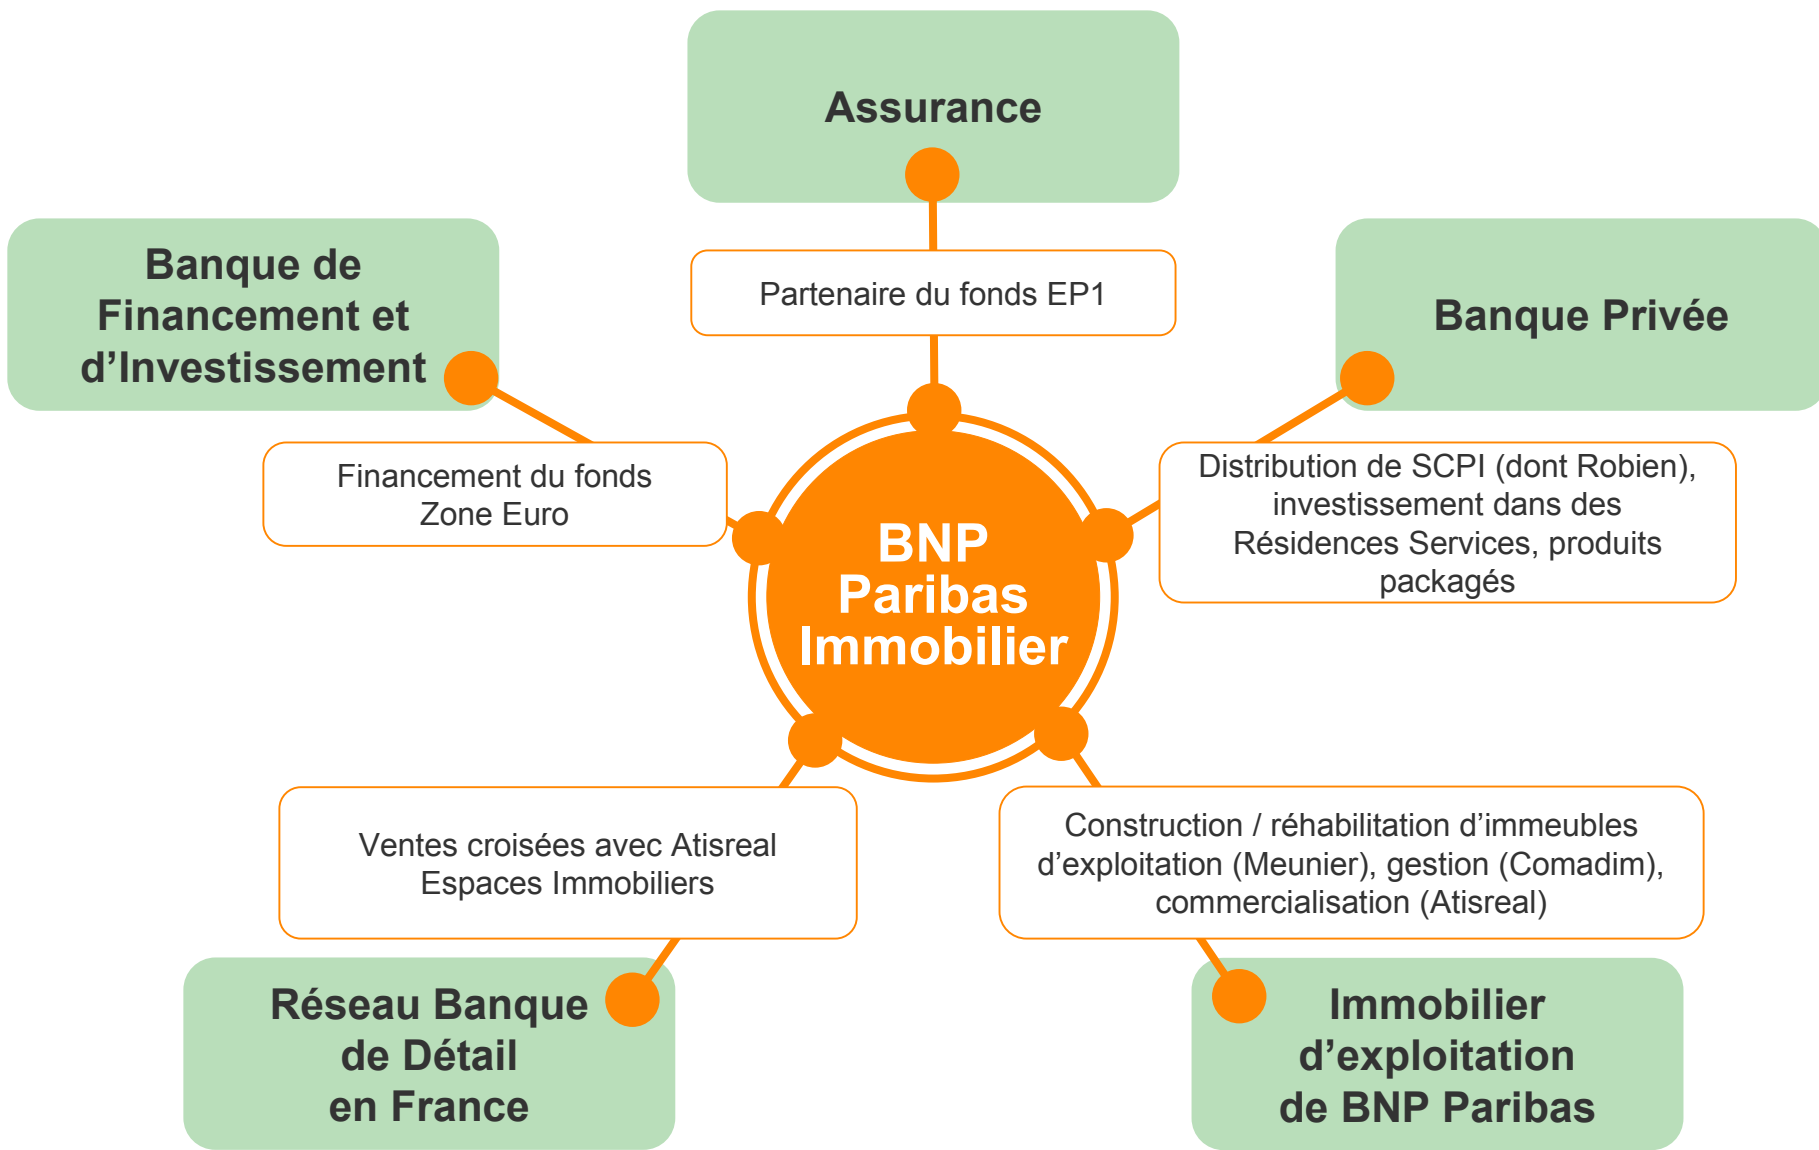 Assurance
Partenaire du fonds EP1
Banque de
Financement et
d’Investissement
Financement du fonds
Zone Euro
Banque Privée
Distribution de SCPI (dont Robien),
investissement dans des
Résidences Services, produits
packagés
BNP
Paribas
Immobilier
Ventes croisées avec Atisreal
Espaces Immobiliers
Réseau Banque
de Détail
en France
Construction / réhabilitation d’immeubles
d’exploitation (Meunier), gestion (Comadim),
commercialisation (Atisreal)
Immobilier
d’exploitation
de BNP Paribas